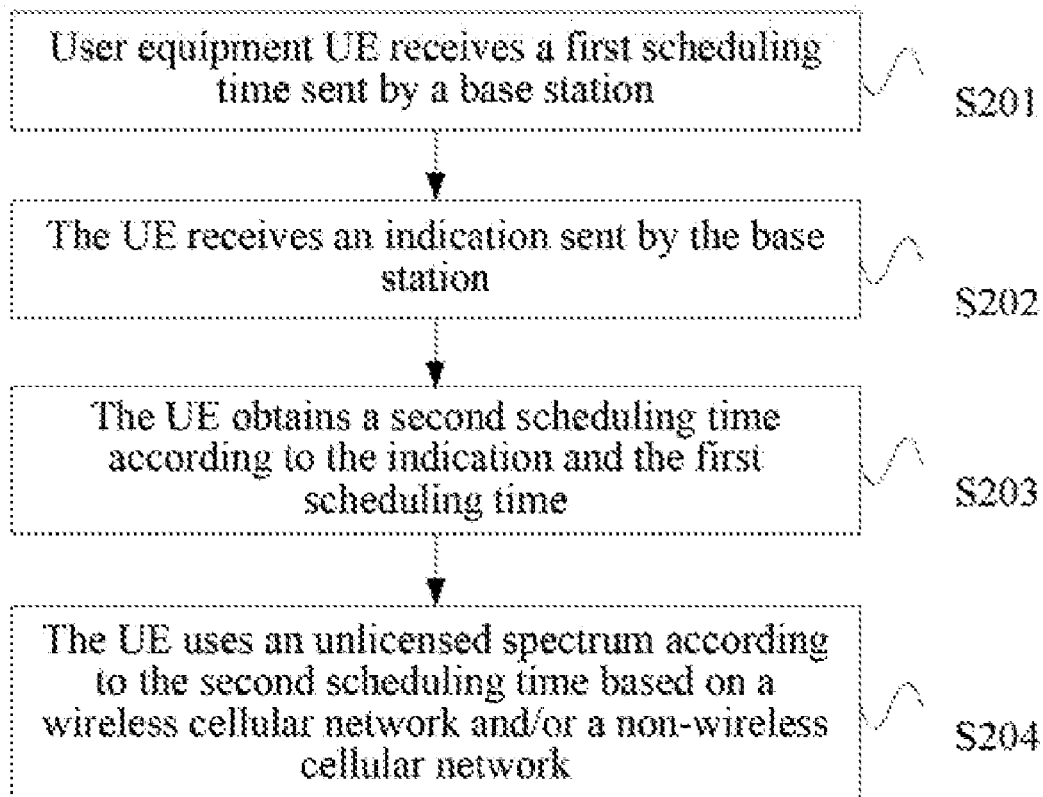 User equipment UE receives a first scheduling
time sent by a base station
S201
The UE receives an indication sent by the base
station
S202
The UE obtains a second scheduling time
according to the indication and the first
scheduling time
S203
The UE uses an unlicensed spectrum according
to the second scheduling time based on a
wireless cellular network and/or a non-wireless
cellular network
S204